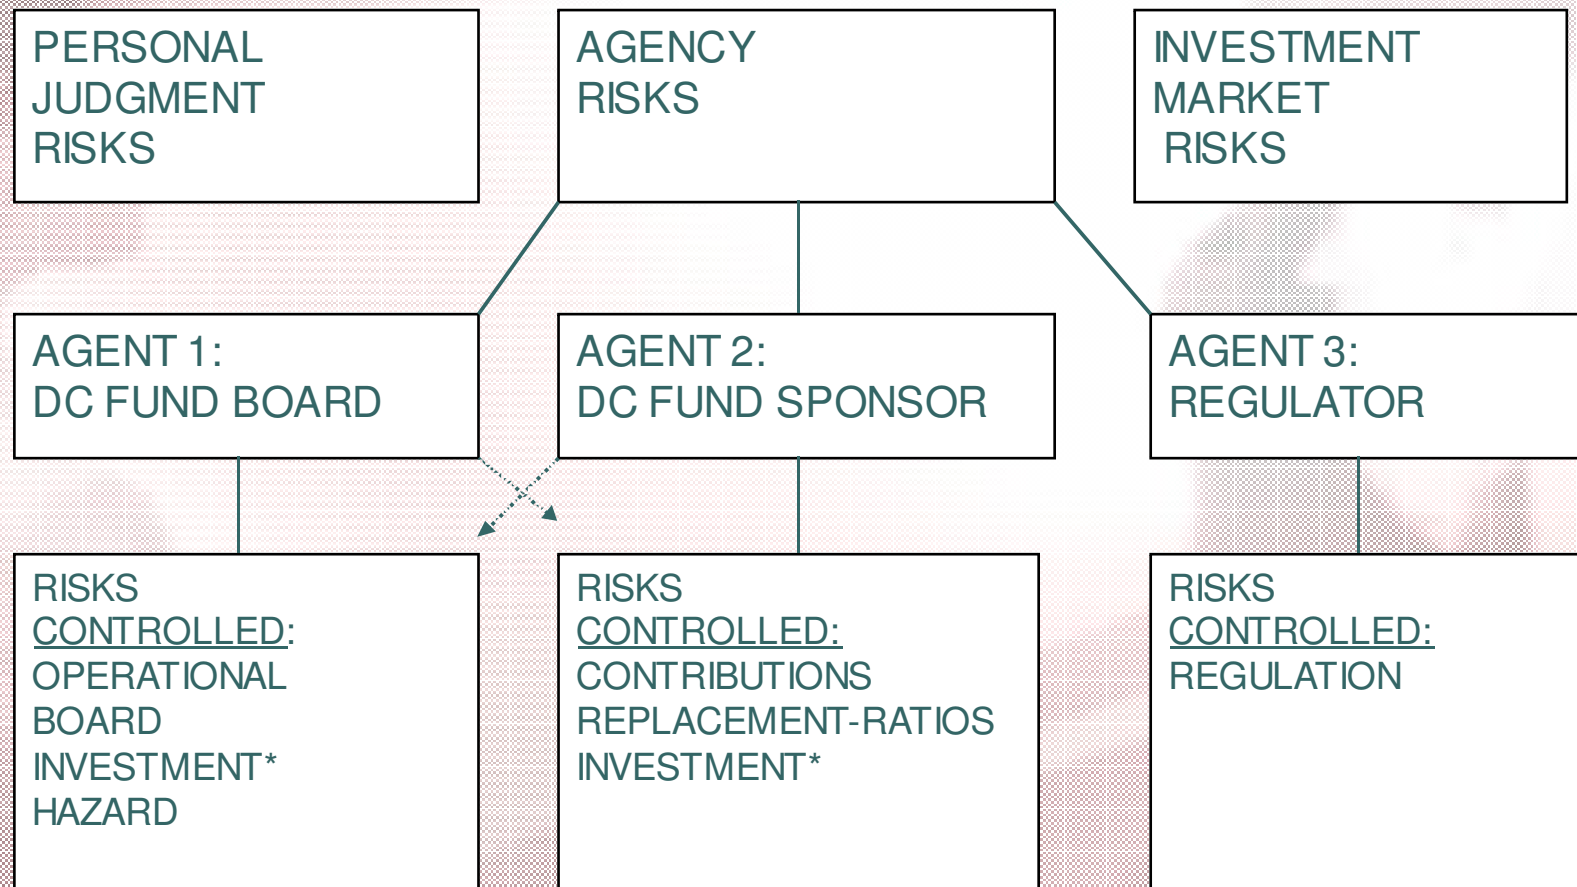 PERSONAL
JUDGMENT
RISKS
AGENCY
RISKS
INVESTMENT
MARKET
RISKS
AGENT 1:
DC FUND BOARD
AGENT 2:
DC FUND SPONSOR
AGENT 3:
REGULATOR
RISKS
CONTROLLED:
OPERATIONAL
BOARD
INVESTMENT*
HAZARD
RISKS
CONTROLLED:
CONTRIBUTIONS
REPLACEMENT-RATIOS
INVESTMENT*
RISKS
CONTROLLED:
REGULATION